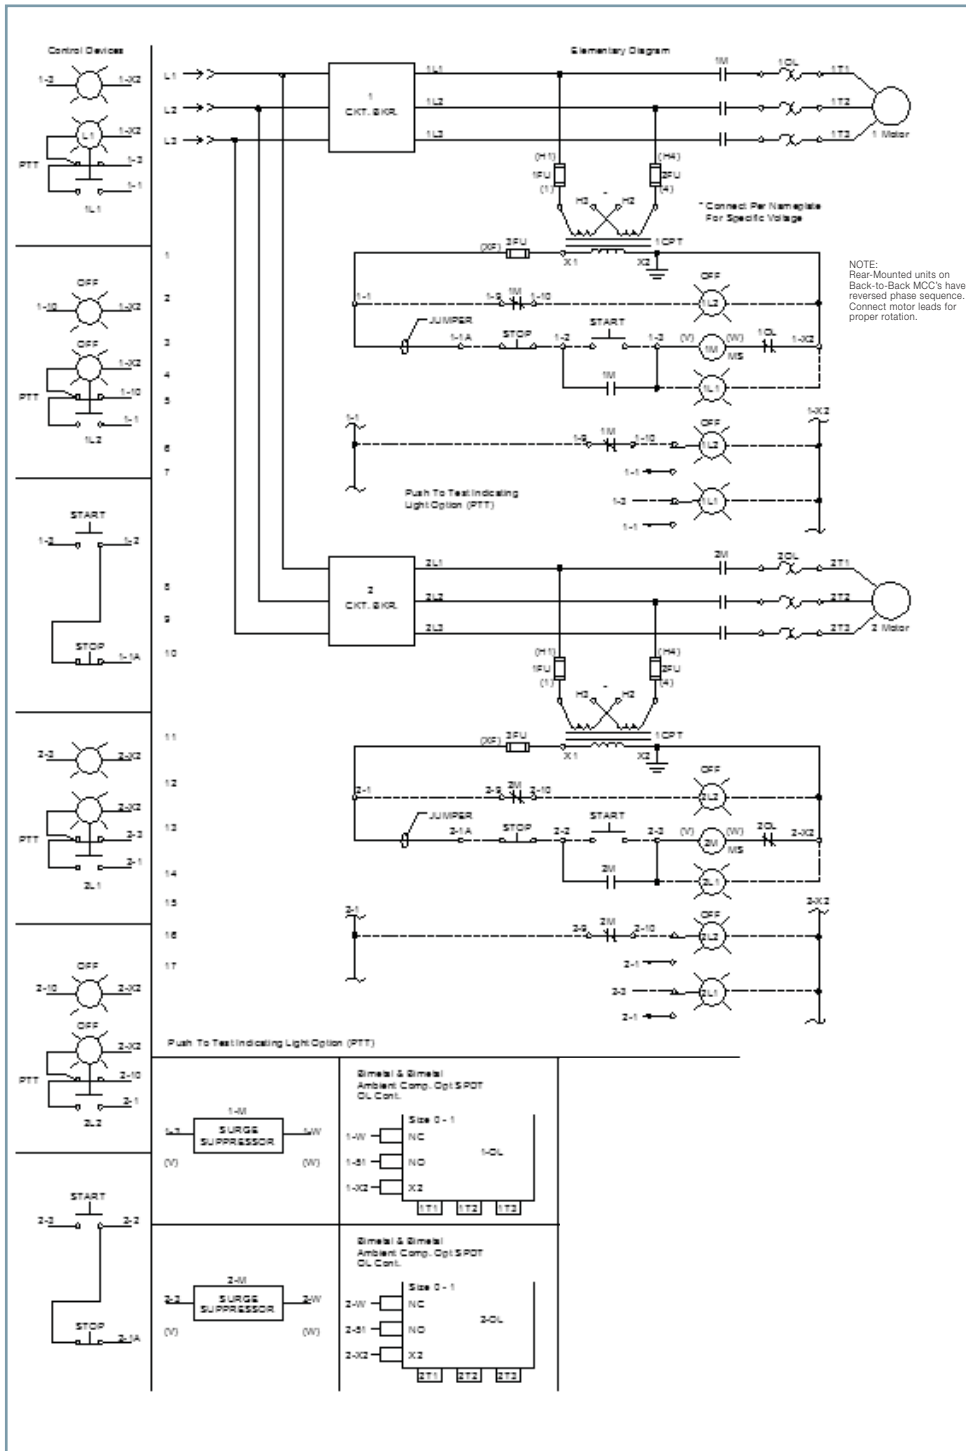 Control Devices
1-3
1-X2
L1
1-X2
PTT
1-3
1-1
1L1
OFF
1-10
1-X2
OFF
1-X2
PTT
1-10
1-1
1L2
START
1-3
1-2
STOP
1-1A
2-3
2-X2
2-X2
PTT
2-3
2-1
2L1
OFF
2-10
2-X2
OFF
2-X2
PTT
2-10
2-1
2L2
START
2-3
2-2
STOP
2-1A
1
2
3
4
5
6
7
8
9
10
11
12
13
14
15
16
17
Elementary Diagram
L1
L2
L3
1
CKT. BKR.
1L1
1L2
1L3
1M
1OL
1T1
1T2
1T3
1 Motor
(H1)
1FU
(1)
(H4)
2FU
(4)
H3
*
H2
* Connect Per Nameplate
For Specific Voltage
(XF)
3FU
X1
X2
1CPT
NOTE:
Rear-Mounted units on
Back-to-Back MCC's have
reversed phase sequence.
Connect motor leads for
proper rotation.
1-1
1-9
1M
1-10
OFF
1L2
JUMPER
1-1A
STOP
1-2
START
1-3
(V)
1M
(W)
MS
1OL
1-X2
1M
1L1
1-1
1-X2
1-9
1M
1-10
OFF
1L2
1-1
Push To Test Indicating
Light Option (PTT)
1-3
1L1
1-1
2
CKT. BKR.
2L1
2L2
2L3
2M
2OL
2T1
2T2
2T3
2 Motor
(H1)
1FU
(1)
(H4)
2FU
(4)
H3
*
H2
(XF)
3FU
X1
X2
1CPT
2-1
2-9
2M
2-10
OFF
2L2
JUMPER
2-1A
STOP
2-2
START
2-3
(V)
2M
(W)
MS
2OL
2-X2
2M
2L1
2-1
2-X2
2-9
2M
2-10
OFF
2L2
2-1
2-3
2L1
2-1
Push To Test Indicating Light Option (PTT)
1-M
1-3
SURGE
SUPPRESSOR
1-W
(V)
(W)
Bimetal & Bimetal
Ambient Comp. Opt SPDT
OL Cont.
Size 0 - 1
1-W
NC
1-OL
1-51
NO
1-X2
X2
1T1
1T2
1T3
2-M
2-3
SURGE
SUPPRESSOR
2-W
(V)
(W)
Bimetal & Bimetal
Ambient Comp. Opt SPDT
OL Cont.
Size 0 - 1
2-W
NC
2-OL
2-51
NO
2-X2
X2
2T1
2T2
2T3